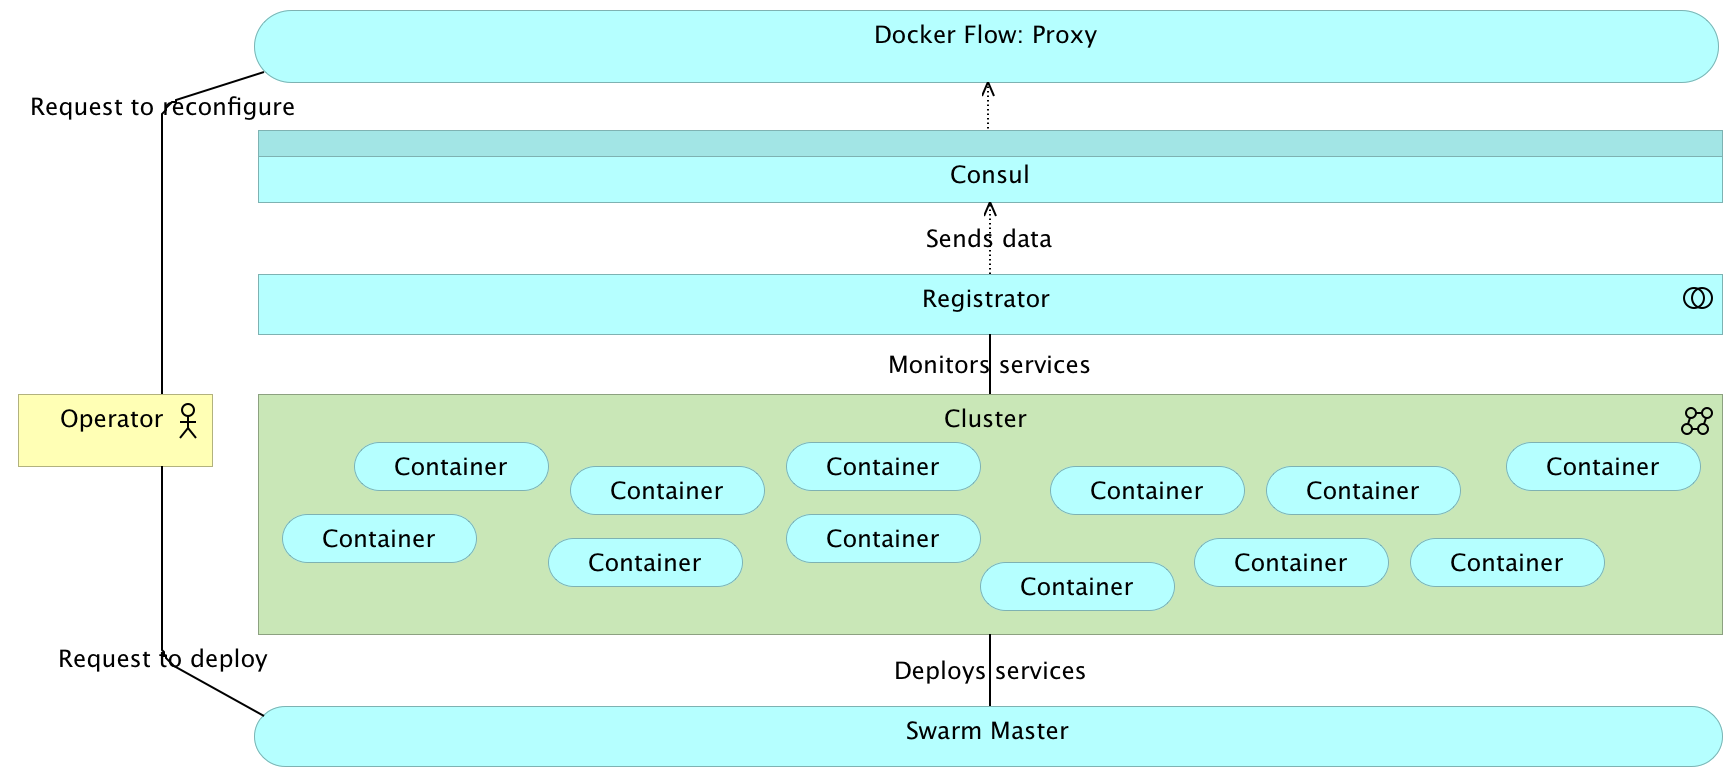 Docker Flow: Proxy
Request to reconfigure
Consul
Sends data
Registrator
Monitors services
Operator
Cluster
Container
Container
Container
Container
Container
Container
Container
Container
Container
Container
Container
Container
Request to deploy
Deploys services
Swarm Master